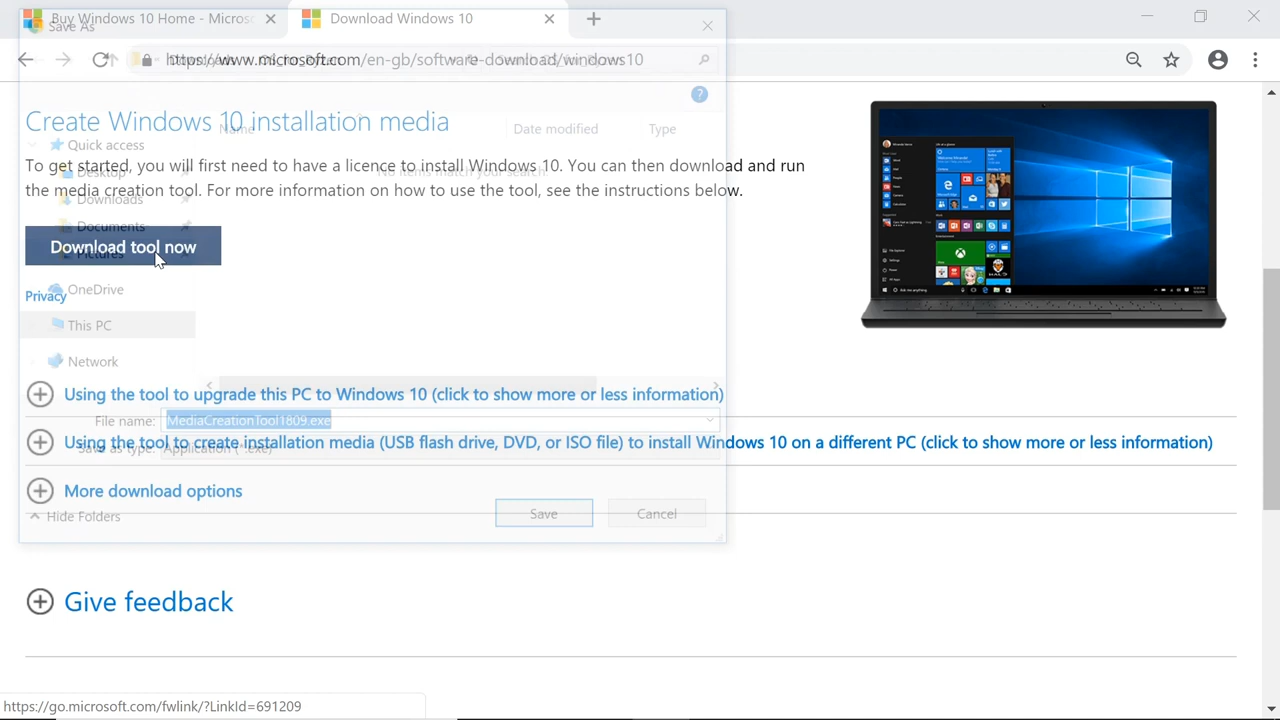 Buy Windows 10 Home - Micros
Download Windows 10
Save As
https://www.microsoft.com/en-gb/software-download/windows10
Create Windows 10 installation media
Name
Date modified
Type
Quick access
To get started, you will first need to have a licence to install Windows 10. You can then download and run
the media creation tool. For more information on how to use the tool, see the instructions below.
Desktop
Downloads
Documents
Download tool now
Pictures
OneDrive
Privacy
This PC
Network
Using the tool to upgrade this PC to Windows 10 (click to show more or less information)
File name: MediaCreationTool1809.exe
Using the tool to create installation media (USB flash drive, DVD, or ISO file) to install Windows 10 on a different PC (click to show more or less information)
Save as type: Application (*.exe)
More download options
Hide Folders
Save
Cancel
Give feedback
https://go.microsoft.com/fwlink/?LinkId=691209